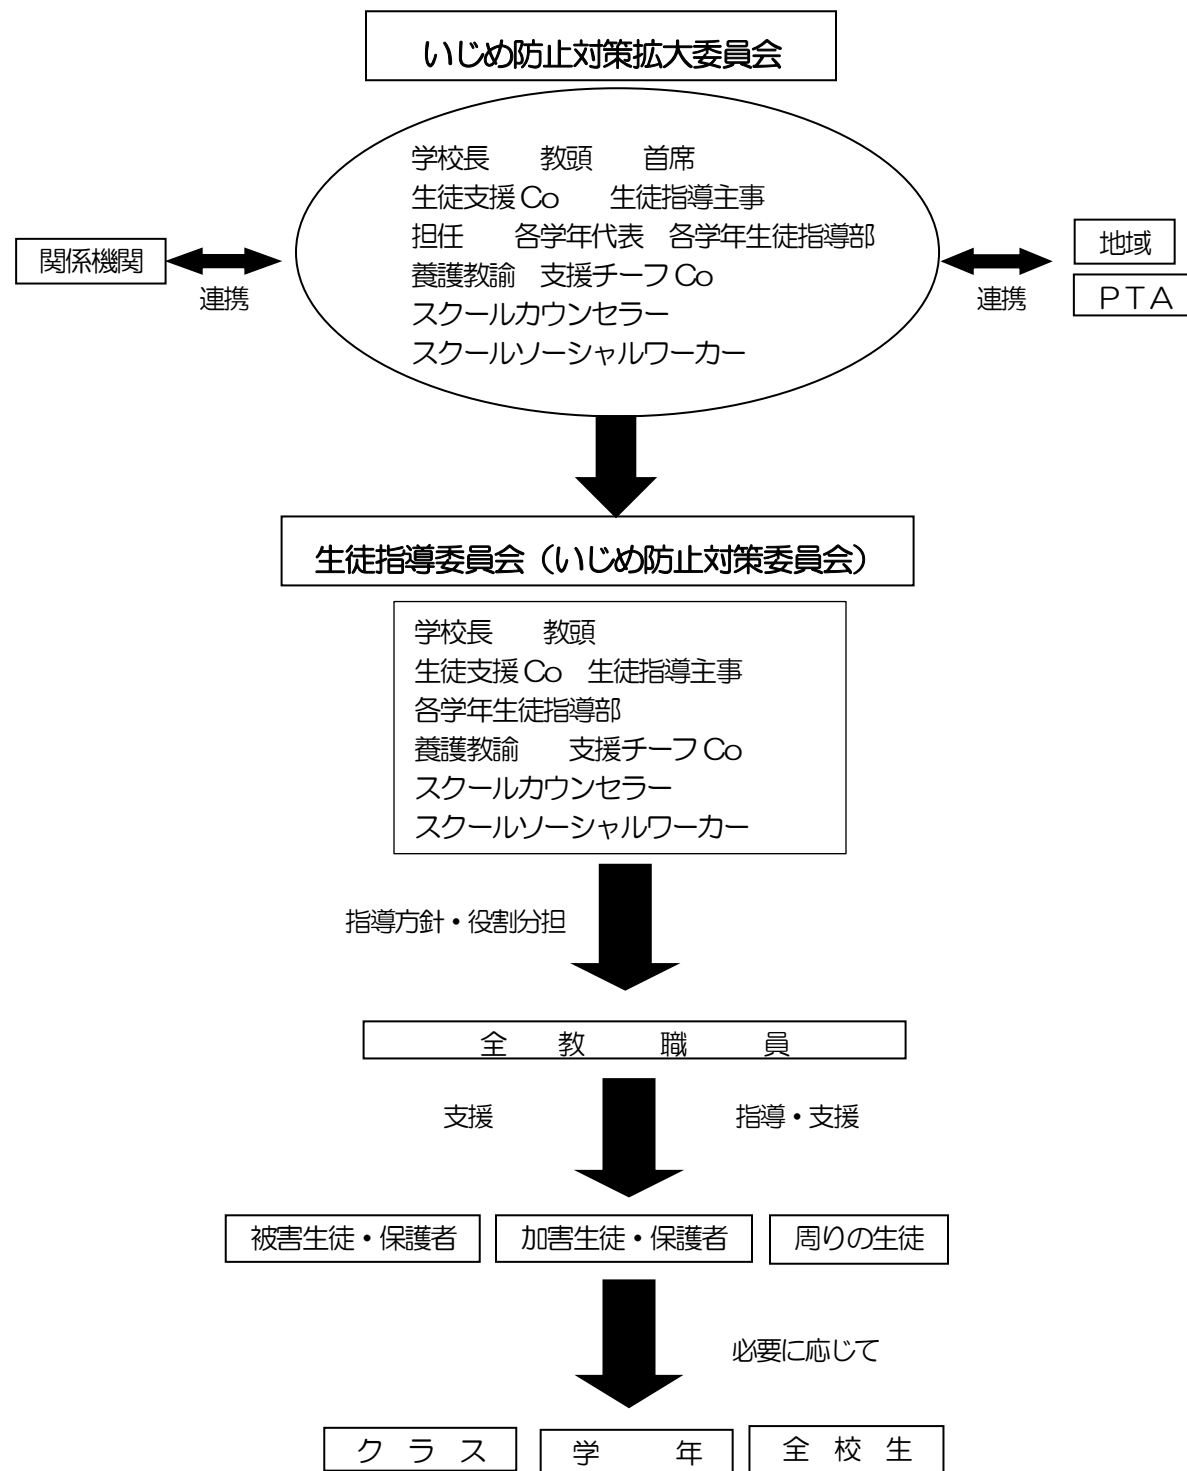 いじめ防止対策拡大委員会
学校長　　教頭　　首席
生徒支援Co　　生徒指導主事
担任　　各学年代表　各学年生徒指導部
養護教諭　支援チーフCo
スクールカウンセラー
スクールソーシャルワーカー
関係機関
連携
連携
地域
ＰＴＡ
生徒指導委員会（いじめ防止対策委員会）
学校長　　教頭
生徒支援Co　生徒指導主事
各学年生徒指導部
養護教諭　　支援チーフCo
スクールカウンセラー
スクールソーシャルワーカー
指導方針・役割分担
全　教　職　員
支援
指導・支援
被害生徒・保護者
加害生徒・保護者
周りの生徒
必要に応じて
ク　ラ　ス
学　　年
全　校　生